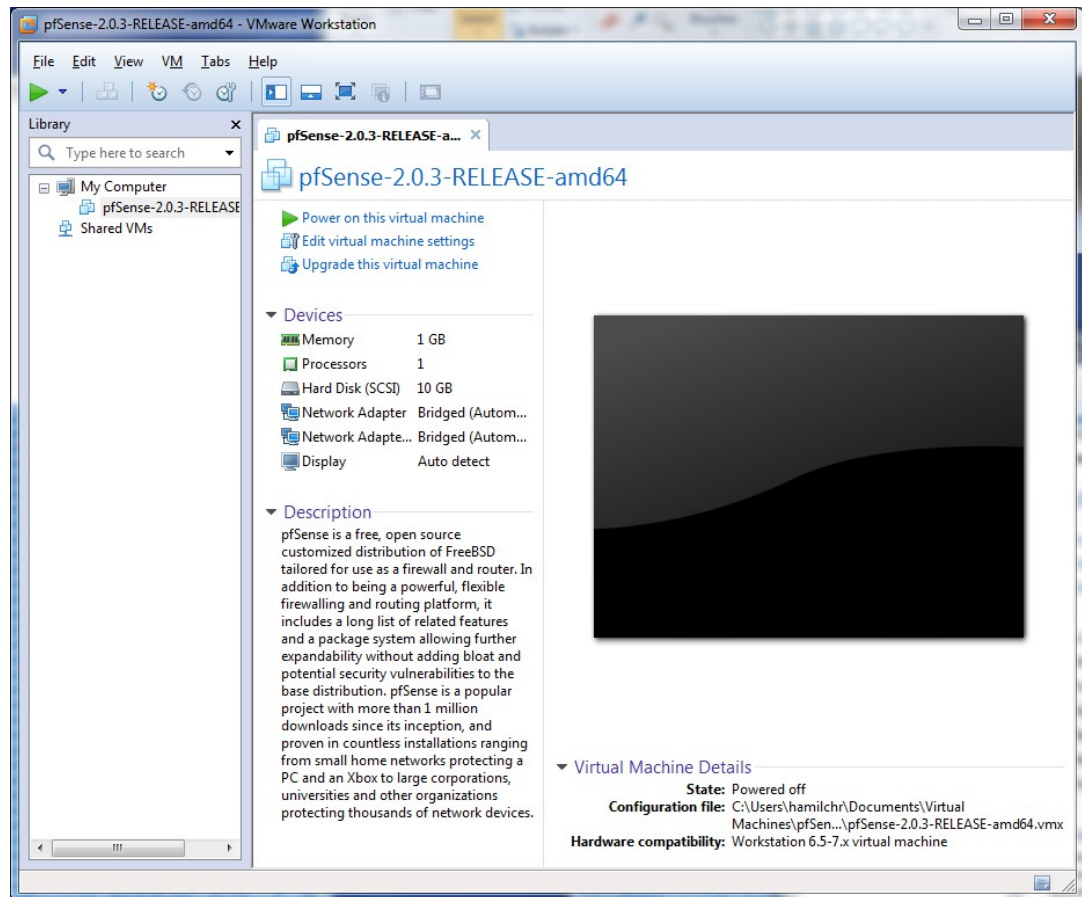 pfSense-2.0.3-RELEASE-amd64 - VMware Workstation
File Edit View VM Tabs Help
Library x
pfSense-2.0.3-RELEASE-a... ×
Type here to search
pfSense-2.0.3-RELEASE-amd64
My Computer
pfSense-2.0.3-RELEASE
Shared VMs
Power on this virtual machine
Edit virtual machine settings
Upgrade this virtual machine
Devices
Memory 1 GB
Processors 1
Hard Disk (SCSI) 10 GB
Network Adapter Bridged (Autom...
Network Adapte... Bridged (Autom...
Display Auto detect
Description
pfSense is a free, open source
customized distribution of FreeBSD
tailored for use as a firewall and router. In
addition to being a powerful, flexible
firewalling and routing platform, it
includes a long list of related features
and a package system allowing further
expandability without adding bloat and
potential security vulnerabilities to the
base distribution. pfSense is a popular
project with more than 1 million
downloads since its inception, and
proven in countless installations ranging
from small home networks protecting a
PC and an Xbox to large corporations,
universities and other organizations
protecting thousands of network devices.
Virtual Machine Details
State: Powered off
Configuration file: C:\Users\hamilchr\Documents\Virtual
Machines\pfSen...\pfSense-2.0.3-RELEASE-amd64.vmx
Hardware compatibility: Workstation 6.5-7.x virtual machine